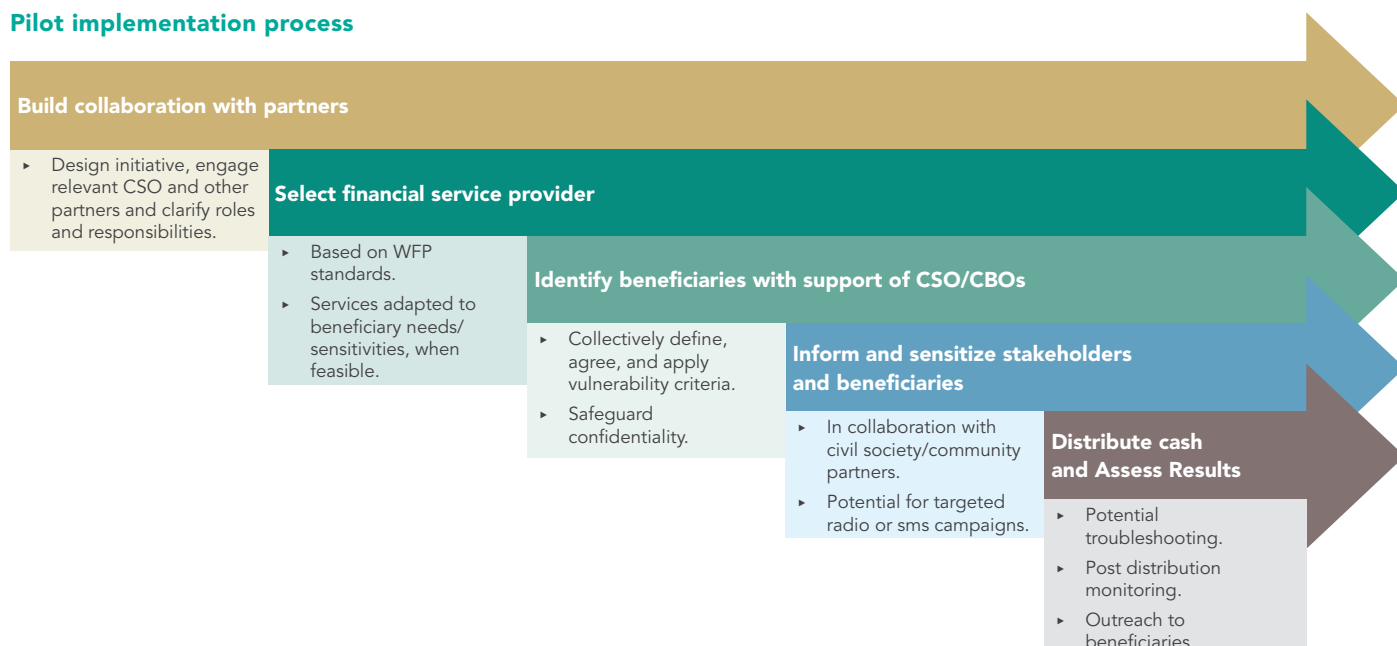 Pilot implementation process
Build collaboration with partners
▸ Design initiative, engage
relevant CSO and other
partners and clarify roles
and responsibilities.
Select financial service provider
▸ Based on WFP
standards.
▸ Services adapted to
beneficiary needs/
sensitivities, when
feasible.
Identify beneficiaries with support of CSO/CBOs
▸ Collectively define,
agree, and apply
vulnerability criteria.
▸ Safeguard
confidentiality.
Inform and sensitize stakeholders
and beneficiaries
▸ In collaboration with
civil society/community
partners.
▸ Potential for targeted
radio or sms campaigns.
Distribute cash
and Assess Results
▸ Potential
troubleshooting.
▸ Post distribution
monitoring.
▸ Outreach to
beneficiaries